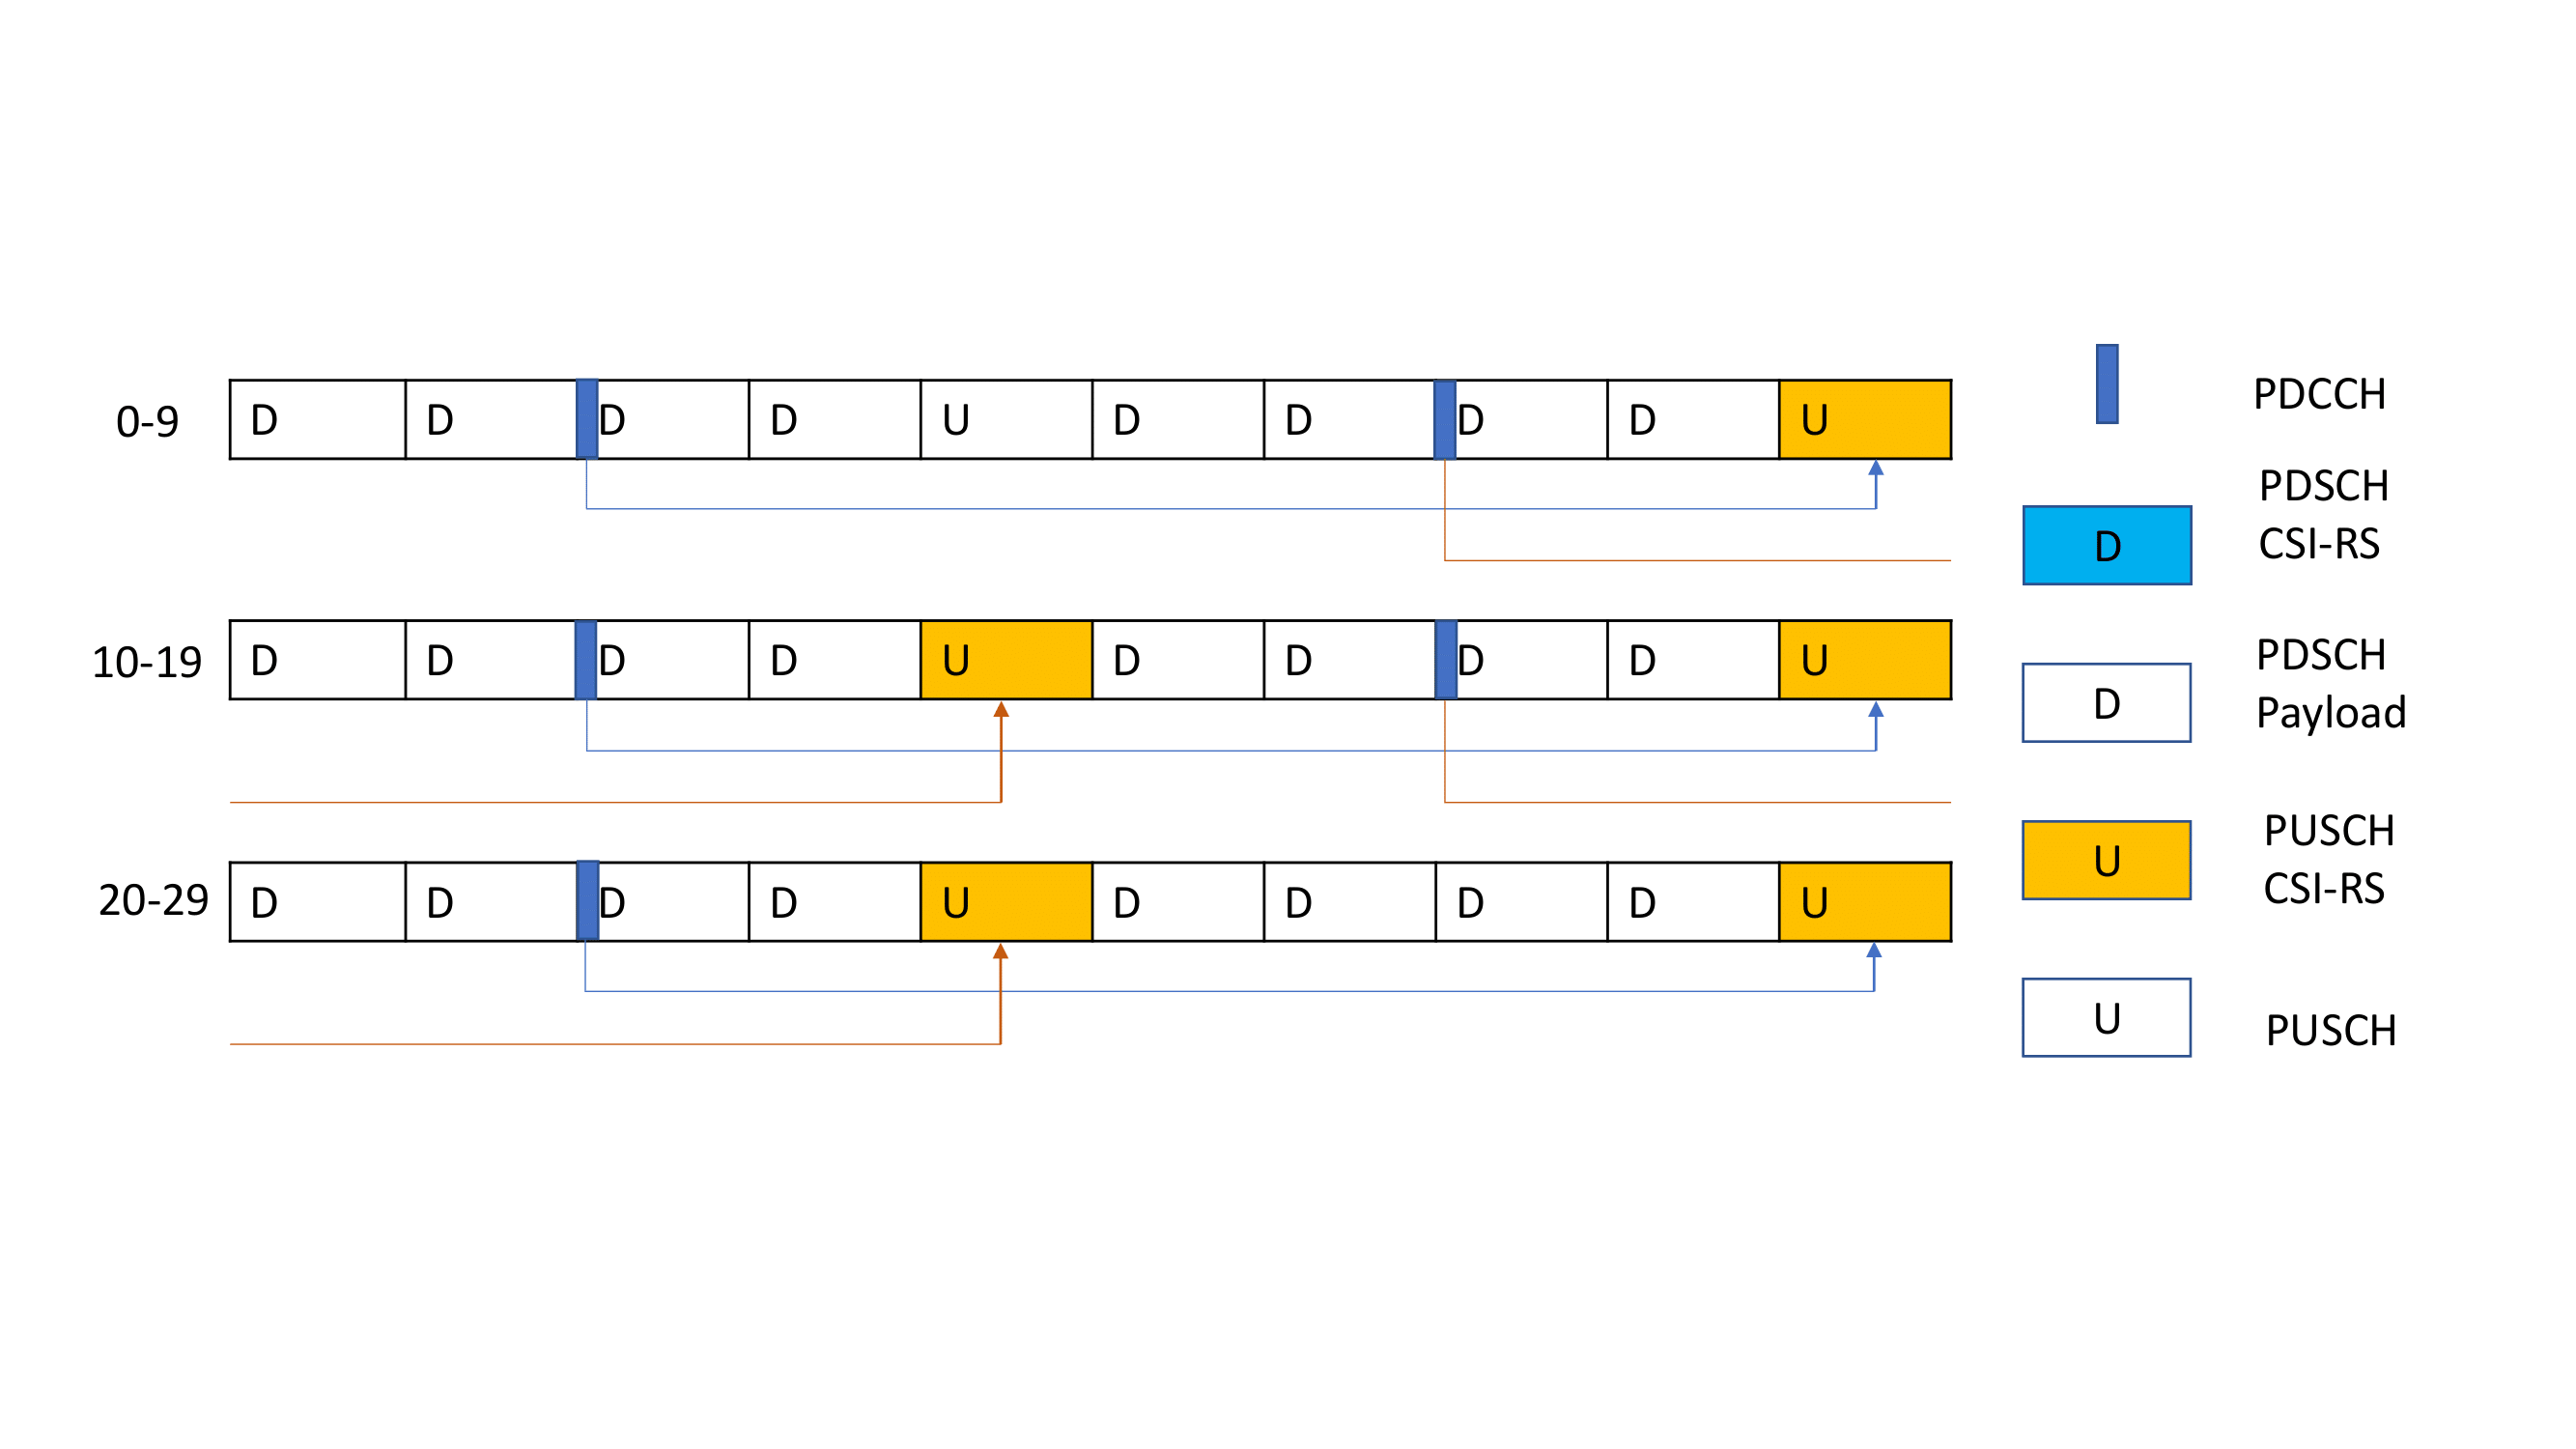 0-9 D D D D U D D D D U
10-19 D D D D U D D D D U
20-29 D D D D U D D D D U
PDCCH
D PDSCH
CSI-RS
D PDSCH
Payload
U PUSCH
CSI-RS
U PUSCH